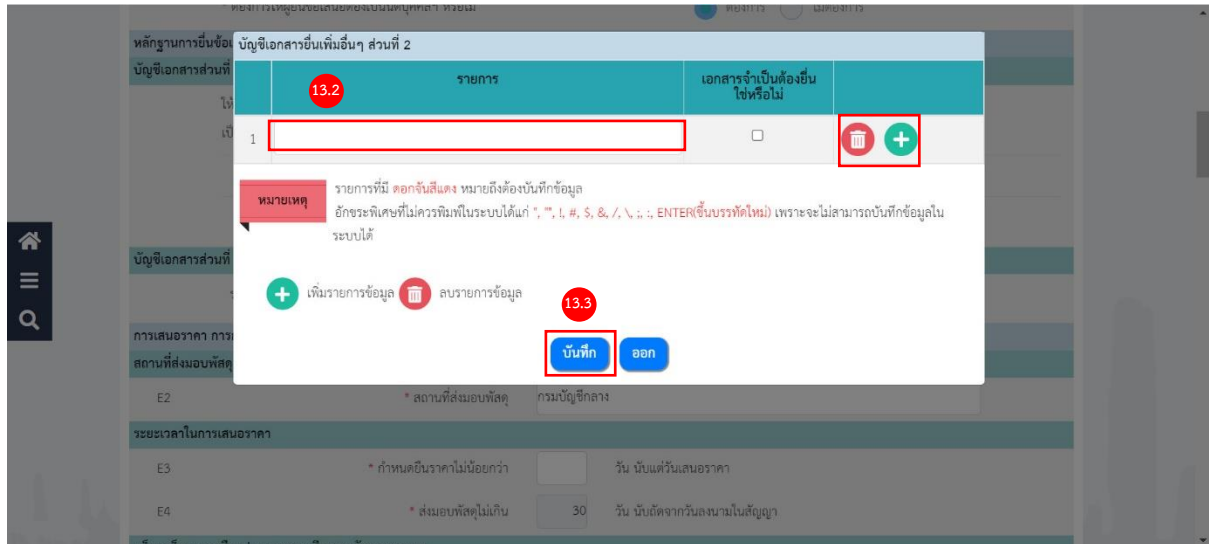 * ต้องการให้ผู้ยื่นข้อเสนอต้องเป็นนิติบุคคลฯ หรือไม่ ต้องการ ไม่ต้องการ
หลักฐานการยื่นข้อเ
บัญชีเอกสารยื่นเพิ่มอื่นๆ ส่วนที่ 2
บัญชีเอกสารส่วนที่
13.2
รายการ
เอกสารจำเป็นต้องยื่น
ใช่หรือไม่
1
หมายเหตุ
รายการที่มี ดอกจันสีแดง หมายถึงต้องบันทึกข้อมูล
อักขระพิเศษที่ไม่ควรพิมพ์ในระบบได้แก่ ", "", !, #, $, &, /, \, ;, :, ENTER(ขึ้นบรรทัดใหม่) เพราะจะไม่สามารถบันทึกข้อมูลใน
ระบบได้
บัญชีเอกสารส่วนที่
เพิ่มรายการข้อมูล ลบรายการข้อมูล
13.3
บันทึก ออก
การเสนอราคา การ
สถานที่ส่งมอบพัสดุ
E2 * สถานที่ส่งมอบพัสดุ กรมบัญชีกลาง
ระยะเวลาในการเสนอราคา
E3 * กำหนดยืนราคาไม่น้อยกว่า วัน นับแต่วันเสนอราคา
E4 * ส่งมอบพัสดุไม่เกิน 30 วัน นับถัดจากวันลงนามในสัญญา